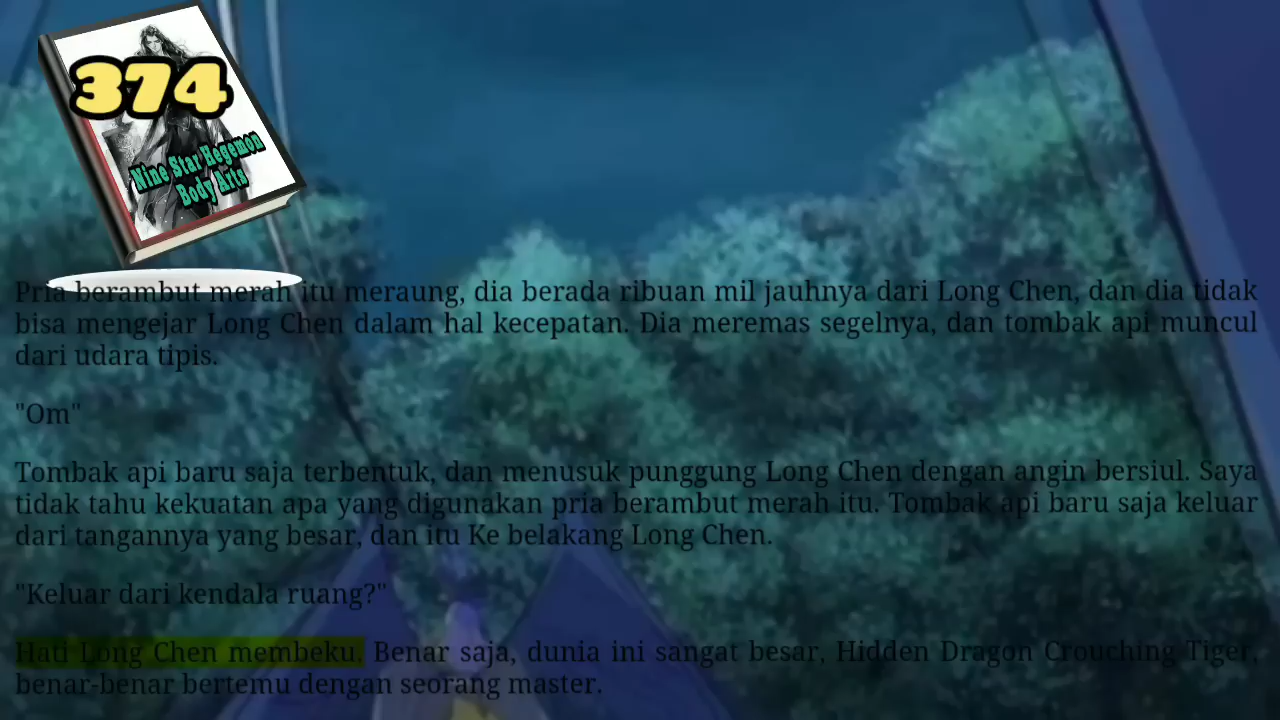 374
Nine Star Hegemon
Body Arts
Pria berambut merah itu meraung, dia berada ribuan mil jauhnya dari Long Chen, dan dia tidak
bisa mengejar Long Chen dalam hal kecepatan. Dia meremas segelnya, dan tombak api muncul
dari udara tipis.
"Om"
Tombak api baru saja terbentuk, dan menusuk punggung Long Chen dengan angin bersiul. Saya
tidak tahu kekuatan apa yang digunakan pria berambut merah itu. Tombak api baru saja keluar
dari tangannya yang besar, dan itu Ke belakang Long Chen.
"Keluar dari kendala ruang?"
Hati Long Chen membeku. Benar saja, dunia ini sangat besar, Hidden Dragon Crouching Tiger,
benar-benar bertemu dengan seorang master.